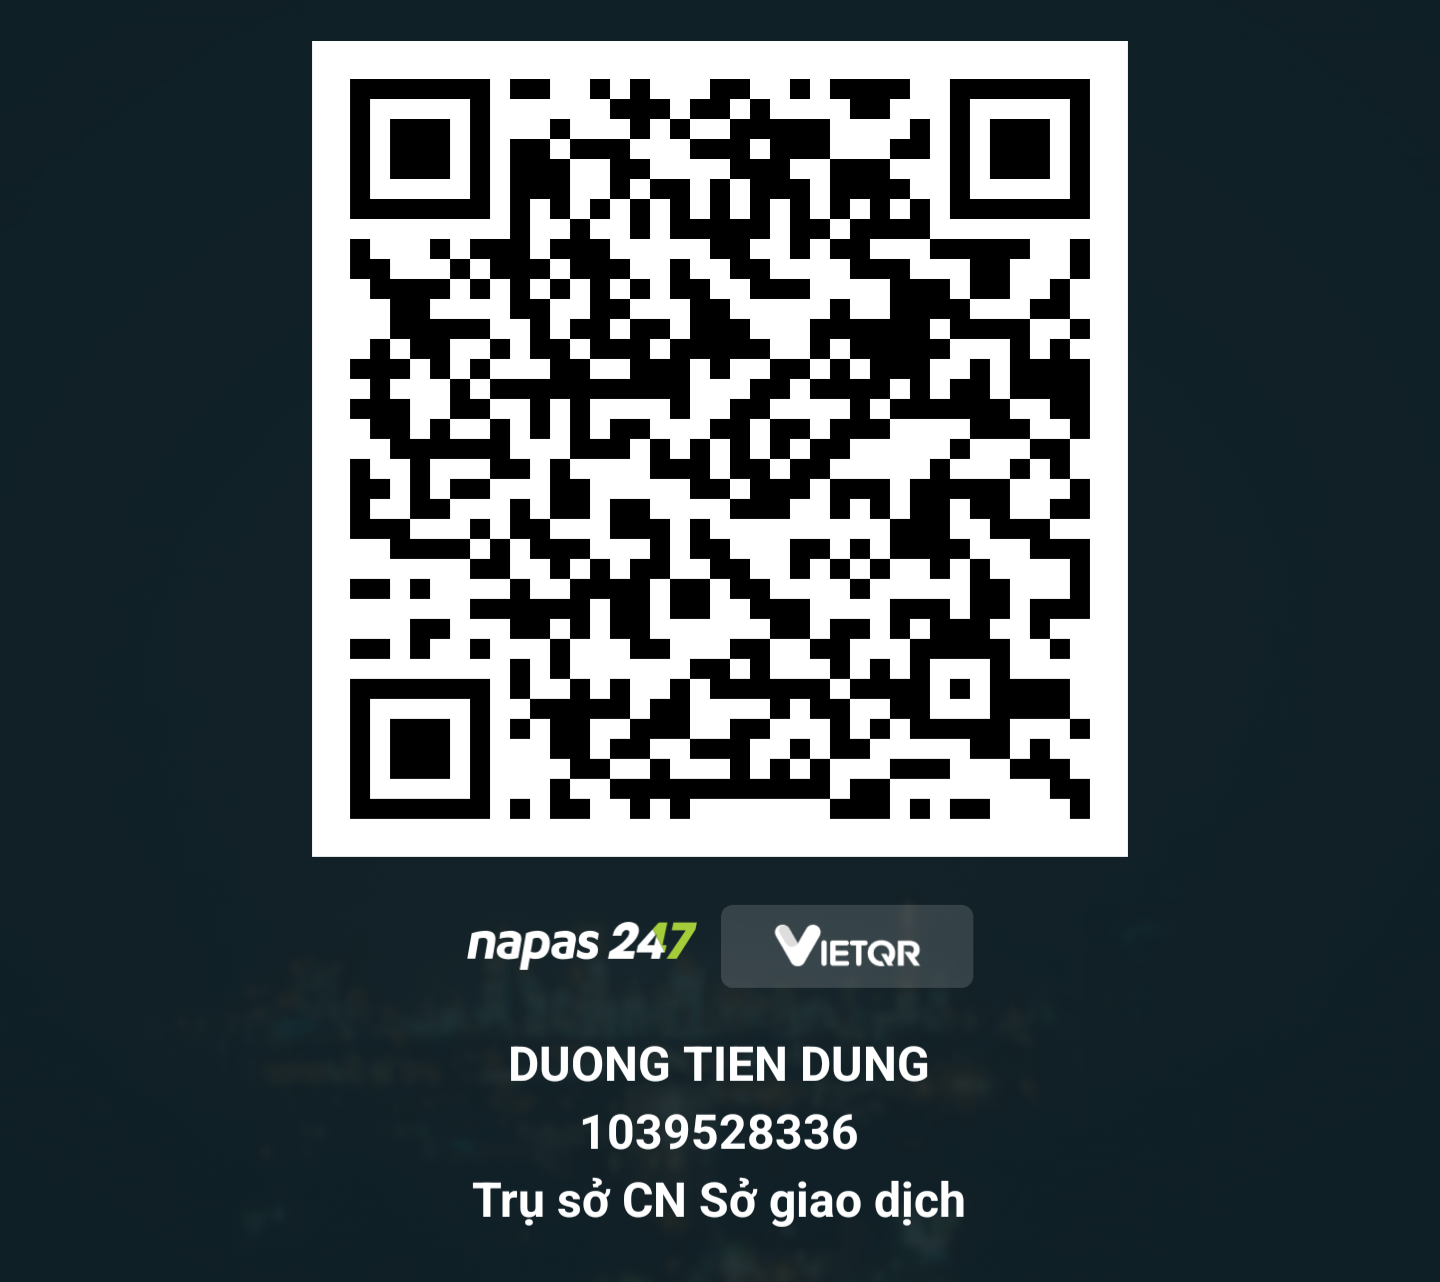 napas 247 VIETQR
DUONG TIEN DUNG
1039528336
Trụ sở CN Sở giao dịch